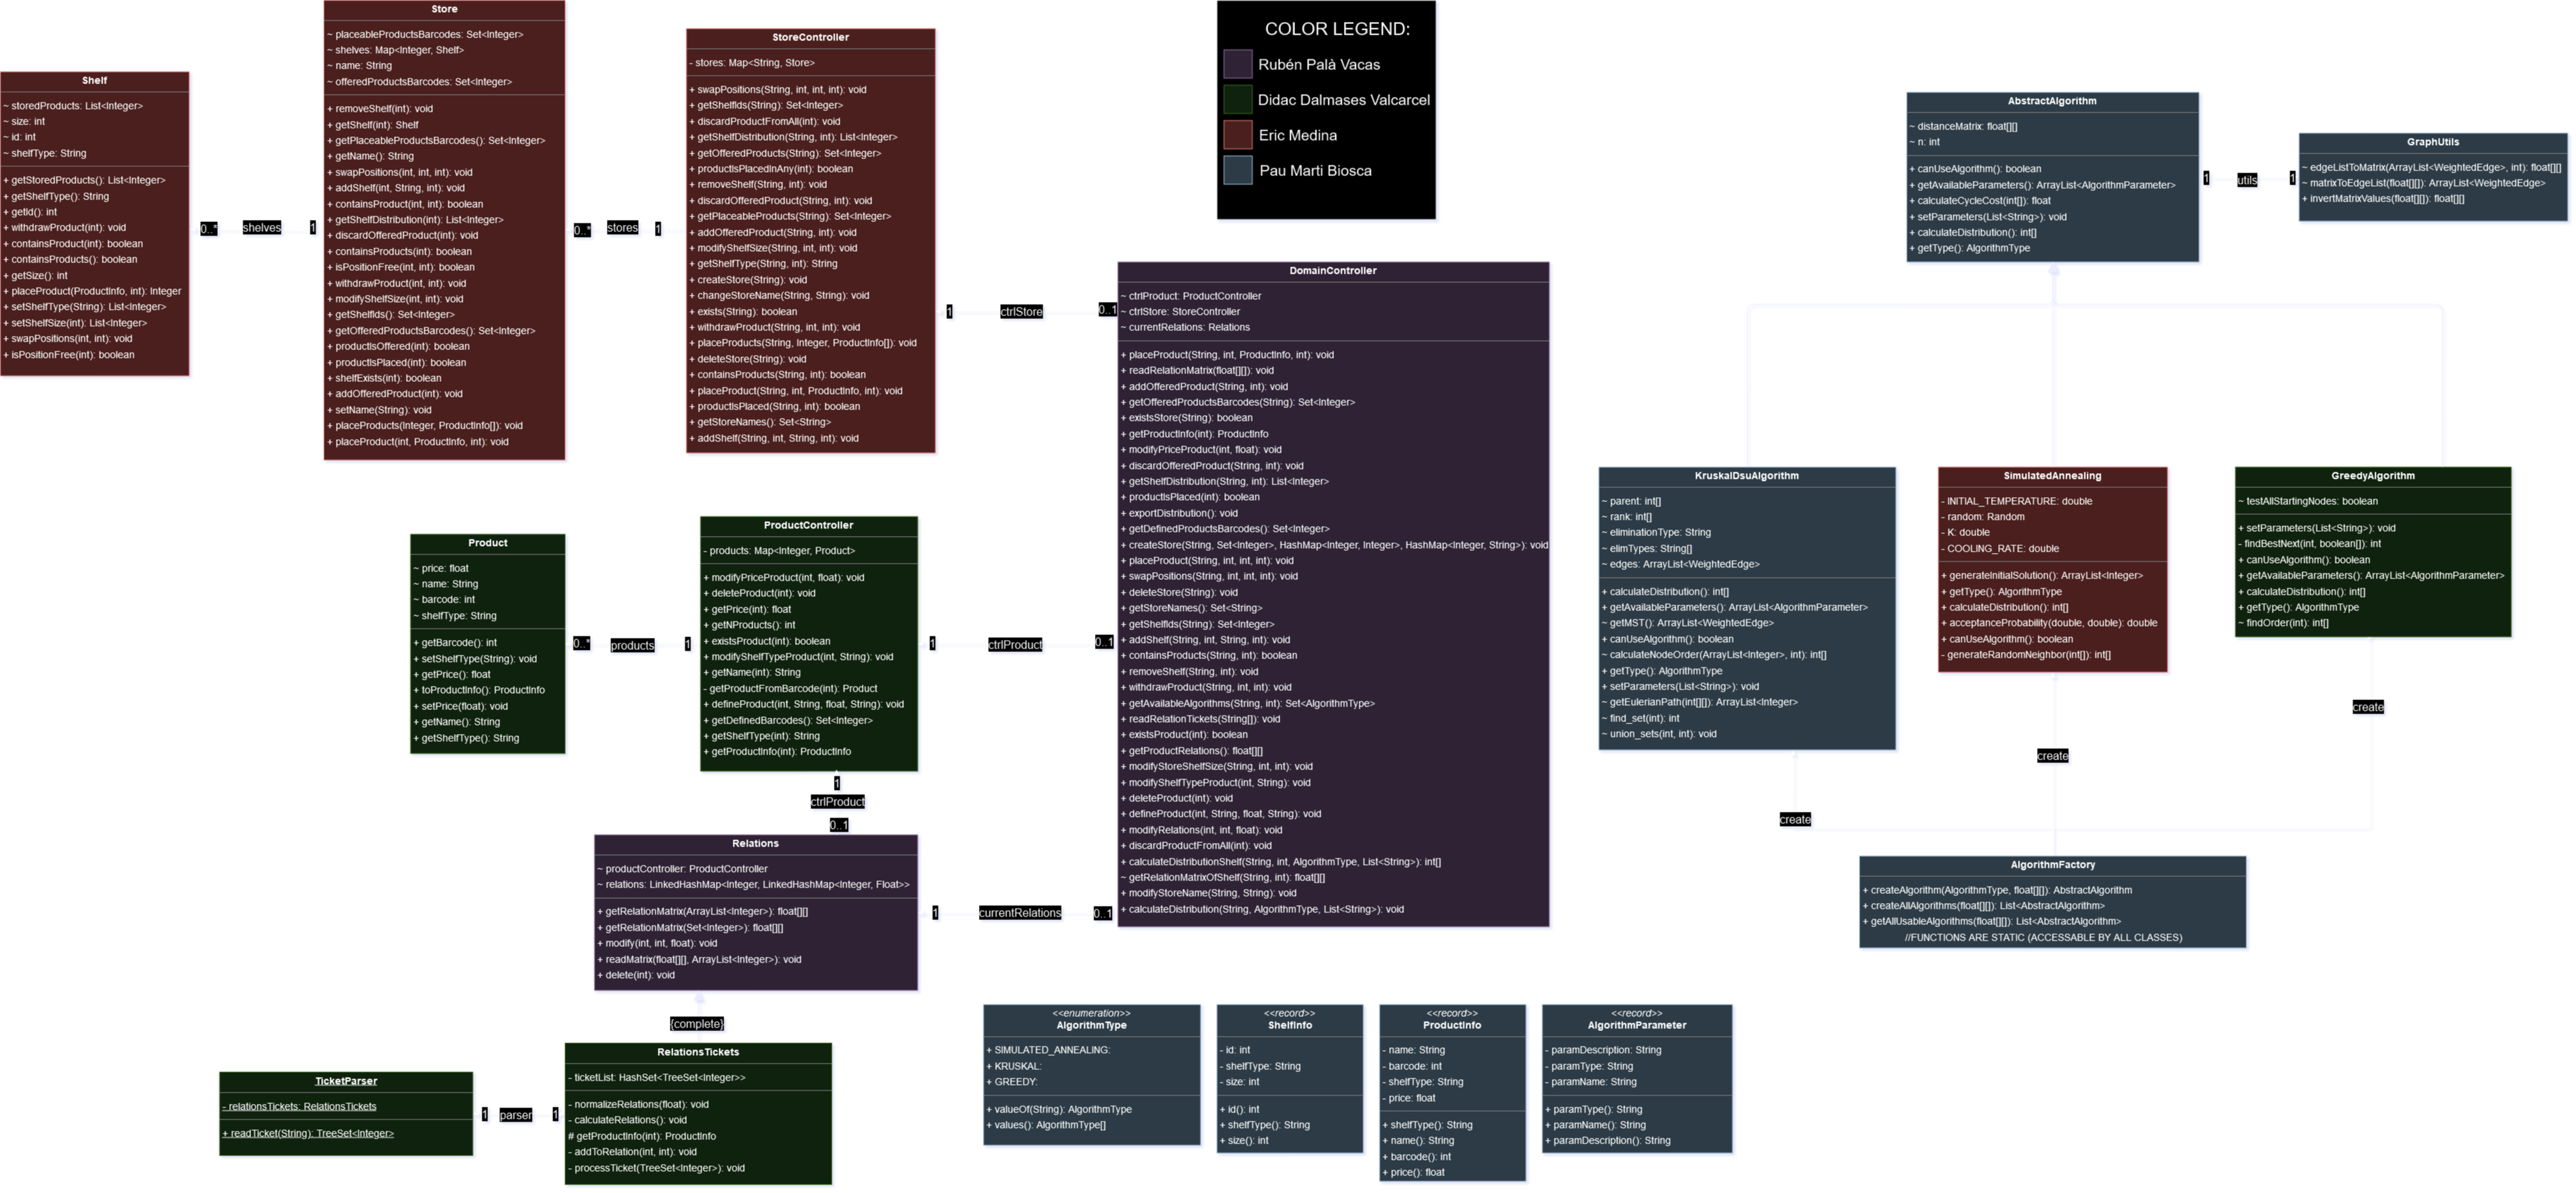 Store
~ placeableProductsBarcodes: Set<Integer>
~ shelves: Map<Integer, Shelf>
~ name: String
~ offeredProductsBarcodes: Set<Integer>
+ removeShelf(int): void
+ getShelf(int): Shelf
+ getPlaceableProductsBarcodes(): Set<Integer>
+ getName(): String
+ swapPositions(int, int, int): void
+ addShelf(int, String, int): void
+ containsProduct(int, int): boolean
+ getShelfDistribution(int): List<Integer>
+ discardOfferedProduct(int): void
+ containsProducts(int): boolean
+ isPositionFree(int, int): boolean
+ withdrawProduct(int, int): void
+ modifyShelfSize(int, int): void
+ getShelfIds(): Set<Integer>
+ getOfferedProductsBarcodes(): Set<Integer>
+ productIsOffered(int): boolean
+ productIsPlaced(int): boolean
+ shelfExists(int): boolean
+ addOfferedProduct(int): void
+ setName(String): void
+ placeProducts(Integer, ProductInfo[]): void
+ placeProduct(int, ProductInfo, int): void
Shelf
~ storedProducts: List<Integer>
~ size: int
~ id: int
~ shelfType: String
+ getStoredProducts(): List<Integer>
+ getShelfType(): String
+ getId(): int
+ withdrawProduct(int): void
+ containsProduct(int): boolean
+ containsProducts(): boolean
+ getSize(): int
+ placeProduct(ProductInfo, int): Integer
+ setShelfType(String): List<Integer>
+ setShelfSize(int): List<Integer>
+ swapPositions(int, int): void
+ isPositionFree(int): boolean
0..*
shelves
1
StoreController
- stores: Map<String, Store>
+ swapPositions(String, int, int, int): void
+ getShelfIds(String): Set<Integer>
+ discardProductFromAll(int): void
+ getShelfDistribution(String, int): List<Integer>
+ getOfferedProducts(String): Set<Integer>
+ productIsPlacedInAny(int): boolean
+ removeShelf(String, int): void
+ discardOfferedProduct(String, int): void
+ getPlaceableProducts(String): Set<Integer>
+ addOfferedProduct(String, int): void
+ modifyShelfSize(String, int, int): void
+ getShelfType(String, int): String
+ createStore(String): void
+ changeStoreName(String, String): void
+ exists(String): boolean
+ withdrawProduct(String, int, int): void
+ placeProducts(String, Integer, ProductInfo[]): void
+ deleteStore(String): void
+ containsProducts(String, int): boolean
+ placeProduct(String, int, ProductInfo, int): void
+ productIsPlaced(String, int): boolean
+ getStoreNames(): Set<String>
+ addShelf(String, int, String, int): void
0..*
stores
1
COLOR LEGEND:
Rubén Palà Vacas
Didac Dalmases Valcarcel
Eric Medina
Pau Marti Biosca
1
ctrlStore
0..1
DomainController
~ ctrlProduct: ProductController
~ ctrlStore: StoreController
~ currentRelations: Relations
+ placeProduct(String, int, ProductInfo, int): void
+ readRelationMatrix(float[][]): void
+ addOfferedProduct(String, int): void
+ getOfferedProductsBarcodes(String): Set<Integer>
+ existsStore(String): boolean
+ getProductInfo(int): ProductInfo
+ modifyPriceProduct(int, float): void
+ discardOfferedProduct(String, int): void
+ getShelfDistribution(String, int): List<Integer>
+ productIsPlaced(int): boolean
+ exportDistribution(): void
+ getDefinedProductsBarcodes(): Set<Integer>
+ createStore(String, Set<Integer>, HashMap<Integer, Integer>, HashMap<Integer, String>): void
+ placeProduct(String, int, int, int): void
+ swapPositions(String, int, int, int): void
+ deleteStore(String): void
+ getStoreNames(): Set<String>
+ getShelfIds(String): Set<Integer>
+ addShelf(String, int, String, int): void
+ containsProducts(String, int): boolean
+ removeShelf(String, int): void
+ withdrawProduct(String, int, int): void
+ getAvailableAlgorithms(String, int): Set<AlgorithmType>
+ readRelationTickets(String[]): void
+ existsProduct(int): boolean
+ getProductRelations(): float[][]
+ modifyStoreShelfSize(String, int, int): void
+ modifyShelfTypeProduct(int, String): void
+ deleteProduct(int): void
+ defineProduct(int, String, float, String): void
+ modifyRelations(int, int, float): void
+ discardProductFromAll(int): void
+ calculateDistributionShelf(String, int, AlgorithmType, List<String>): int[]
~ getRelationMatrixOfShelf(String, int): float[][]
+ modifyStoreName(String, String): void
+ calculateDistribution(String, AlgorithmType, List<String>): void
Product
~ price: float
~ name: String
~ barcode: int
~ shelfType: String
+ getBarcode(): int
+ setShelfType(String): void
+ getPrice(): float
+ toProductInfo(): ProductInfo
+ setPrice(float): void
+ getName(): String
+ getShelfType(): String
0..*
products
1
ProductController
- products: Map<Integer, Product>
+ modifyPriceProduct(int, float): void
+ deleteProduct(int): void
+ getPrice(int): float
+ getNProducts(): int
+ existsProduct(int): boolean
+ modifyShelfTypeProduct(int, String): void
+ getName(int): String
- getProductFromBarcode(int): Product
+ defineProduct(int, String, float, String): void
+ getDefinedBarcodes(): Set<Integer>
+ getShelfType(int): String
+ getProductInfo(int): ProductInfo
1
ctrlProduct
0..1
1
ctrlProduct
0..1
Relations
~ productController: ProductController
~ relations: LinkedHashMap<Integer, LinkedHashMap<Integer, Float>>
+ getRelationMatrix(ArrayList<Integer>): float[][]
+ getRelationMatrix(Set<Integer>): float[][]
+ modify(int, int, float): void
+ readMatrix(float[][], ArrayList<Integer>): void
+ delete(int): void
1
currentRelations
0..1
{complete}
TicketParser
- relationsTickets: RelationsTickets
+ readTicket(String): TreeSet<Integer>
1
parser
1
RelationsTickets
- ticketList: HashSet<TreeSet<Integer>>
- normalizeRelations(float): void
- calculateRelations(): void
# getProductInfo(int): ProductInfo
- addToRelation(int, int): void
- processTicket(TreeSet<Integer>): void
<<enumeration>>
AlgorithmType
+ SIMULATED_ANNEALING:
+ KRUSKAL:
+ GREEDY:
+ valueOf(String): AlgorithmType
+ values(): AlgorithmType[]
<<record>>
ShelfInfo
- id: int
- shelfType: String
- size: int
+ id(): int
+ shelfType(): String
+ size(): int
<<record>>
ProductInfo
- name: String
- barcode: int
- shelfType: String
- price: float
+ shelfType(): String
+ name(): String
+ barcode(): int
+ price(): float
<<record>>
AlgorithmParameter
- paramDescription: String
- paramType: String
- paramName: String
+ paramType(): String
+ paramName(): String
+ paramDescription(): String
AbstractAlgorithm
~ distanceMatrix: float[][]
~ n: int
+ canUseAlgorithm(): boolean
+ getAvailableParameters(): ArrayList<AlgorithmParameter>
+ calculateCycleCost(int[]): float
+ setParameters(List<String>): void
+ calculateDistribution(): int[]
+ getType(): AlgorithmType
1
utils
1
GraphUtils
~ edgeListToMatrix(ArrayList<WeightedEdge>, int): float[][]
~ matrixToEdgeList(float[][]): ArrayList<WeightedEdge>
+ invertMatrixValues(float[][]): float[][]
KruskalDsuAlgorithm
~ parent: int[]
~ rank: int[]
~ eliminationType: String
~ elimTypes: String[]
~ edges: ArrayList<WeightedEdge>
+ calculateDistribution(): int[]
+ getAvailableParameters(): ArrayList<AlgorithmParameter>
~ getMST(): ArrayList<WeightedEdge>
+ canUseAlgorithm(): boolean
~ calculateNodeOrder(ArrayList<Integer>, int): int[]
+ getType(): AlgorithmType
+ setParameters(List<String>): void
~ getEulerianPath(int[][]): ArrayList<Integer>
~ find_set(int): int
~ union_sets(int, int): void
SimulatedAnnealing
- INITIAL_TEMPERATURE: double
- random: Random
- K: double
- COOLING_RATE: double
+ generateInitialSolution(): ArrayList<Integer>
+ getType(): AlgorithmType
+ calculateDistribution(): int[]
+ acceptanceProbability(double, double): double
+ canUseAlgorithm(): boolean
- generateRandomNeighbor(int[]): int[]
GreedyAlgorithm
~ testAllStartingNodes: boolean
+ setParameters(List<String>): void
- findBestNext(int, boolean[]): int
+ canUseAlgorithm(): boolean
+ getAvailableParameters(): ArrayList<AlgorithmParameter>
+ calculateDistribution(): int[]
+ getType(): AlgorithmType
~ findOrder(int): int[]
create
create
create
AlgorithmFactory
+ createAlgorithm(AlgorithmType, float[][]): AbstractAlgorithm
+ createAllAlgorithms(float[][]): List<AbstractAlgorithm>
+ getAllUsableAlgorithms(float[][]): List<AbstractAlgorithm>
//FUNCTIONS ARE STATIC (ACCESSABLE BY ALL CLASSES)